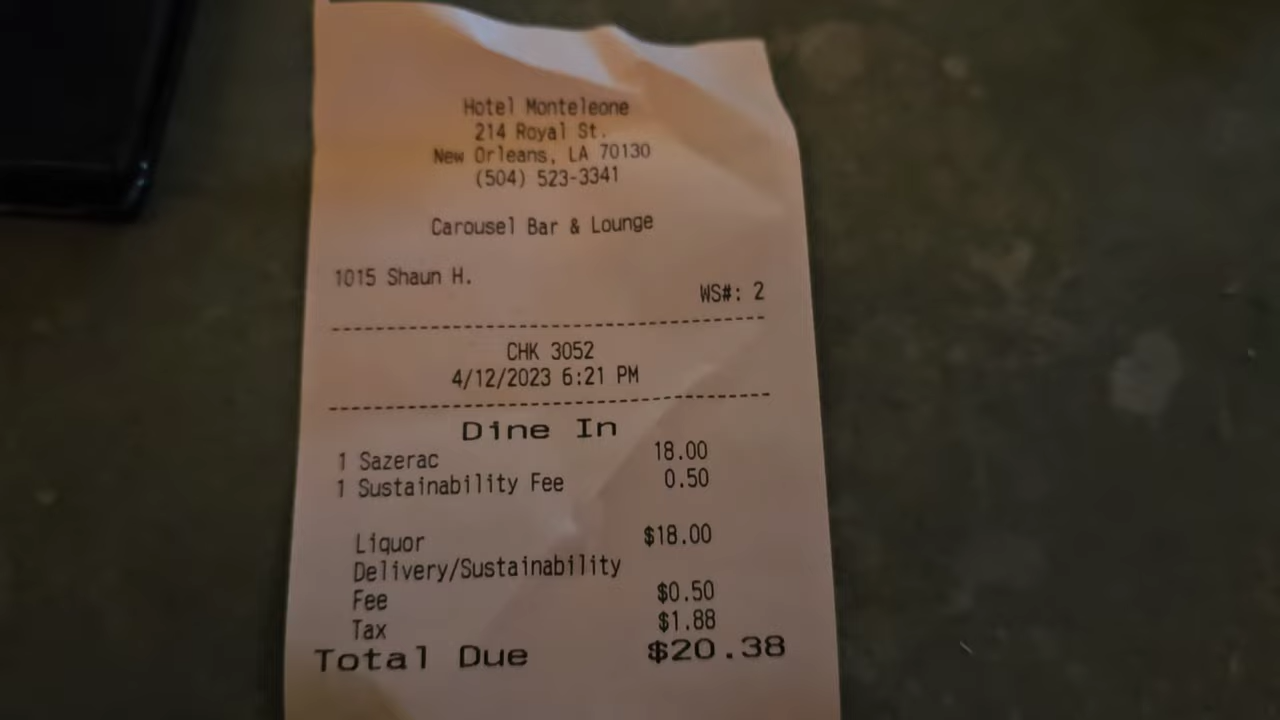 Hotel Monteleone
214 Royal St.
New Orleans, LA 70130
(504) 523-3341
Carousel Bar & Lounge
1015 Shaun H.
WS#: 2
CHK 3052
4/12/2023 6:21 PM
Dine In
1 Sazerac 18.00
1 Sustainability Fee 0.50
Liquor $18.00
Delivery/Sustainability
Fee $0.50
Tax $1.88
Total Due $20.38